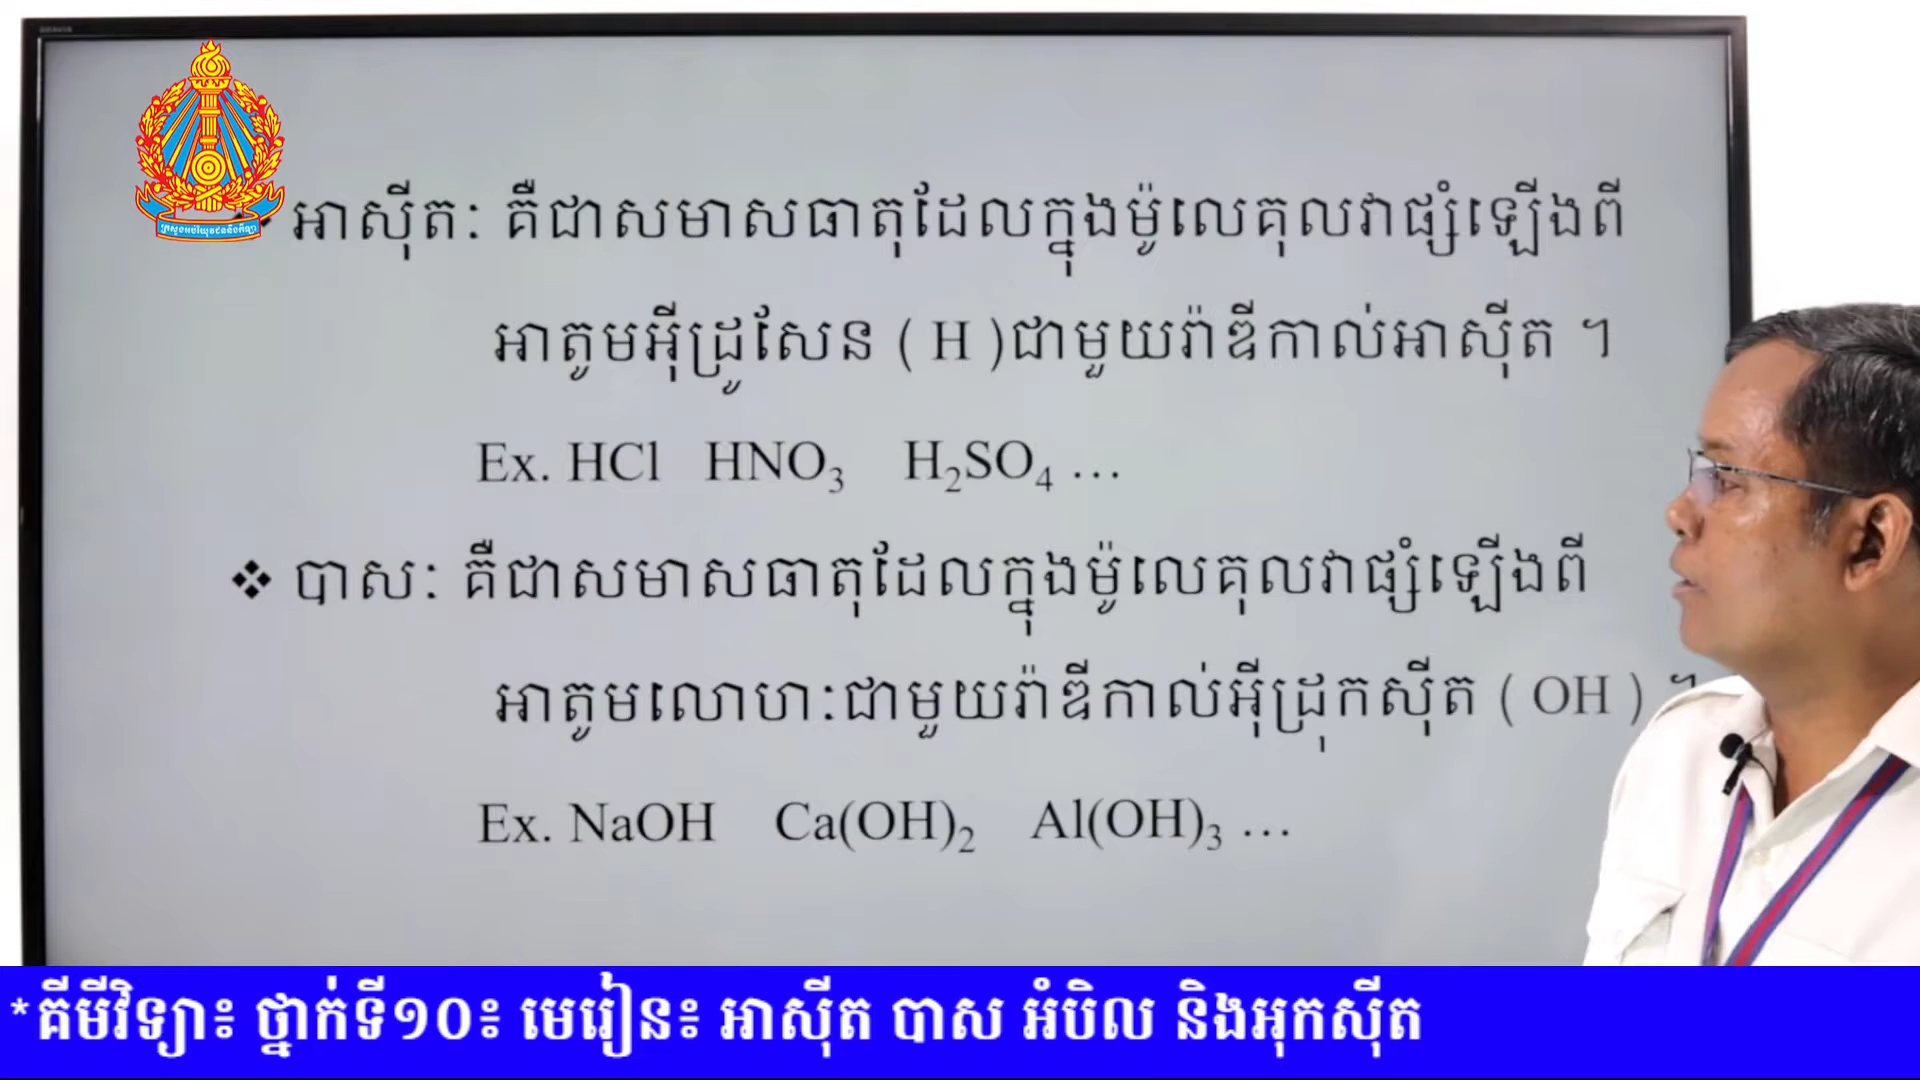 អាស៊ីត: គឺជាសមាសធាតុដែលក្នុងម៉ូលេគុលវាផ្សំឡើងពី
អាតូមអ៊ីដ្រូសែន ( H )ជាមួយរ៉ាឌីកាល់អាស៊ីត ។
Ex. HCl HNO₃ H₂SO₄ ...
❖ បាស: គឺជាសមាសធាតុដែលក្នុងម៉ូលេគុលវាផ្សំឡើងពី
អាតូមលោហ:ជាមួយរ៉ាឌីកាល់អ៊ីដ្រុកស៊ីត ( OH ) ។
Ex. NaOH Ca(OH)₂ Al(OH)₃ ...
*គីមីវិទ្យា៖ ថ្នាក់ទី១០៖ មេរៀន៖ អាស៊ីត បាស អំបិល និងអុកស៊ីត